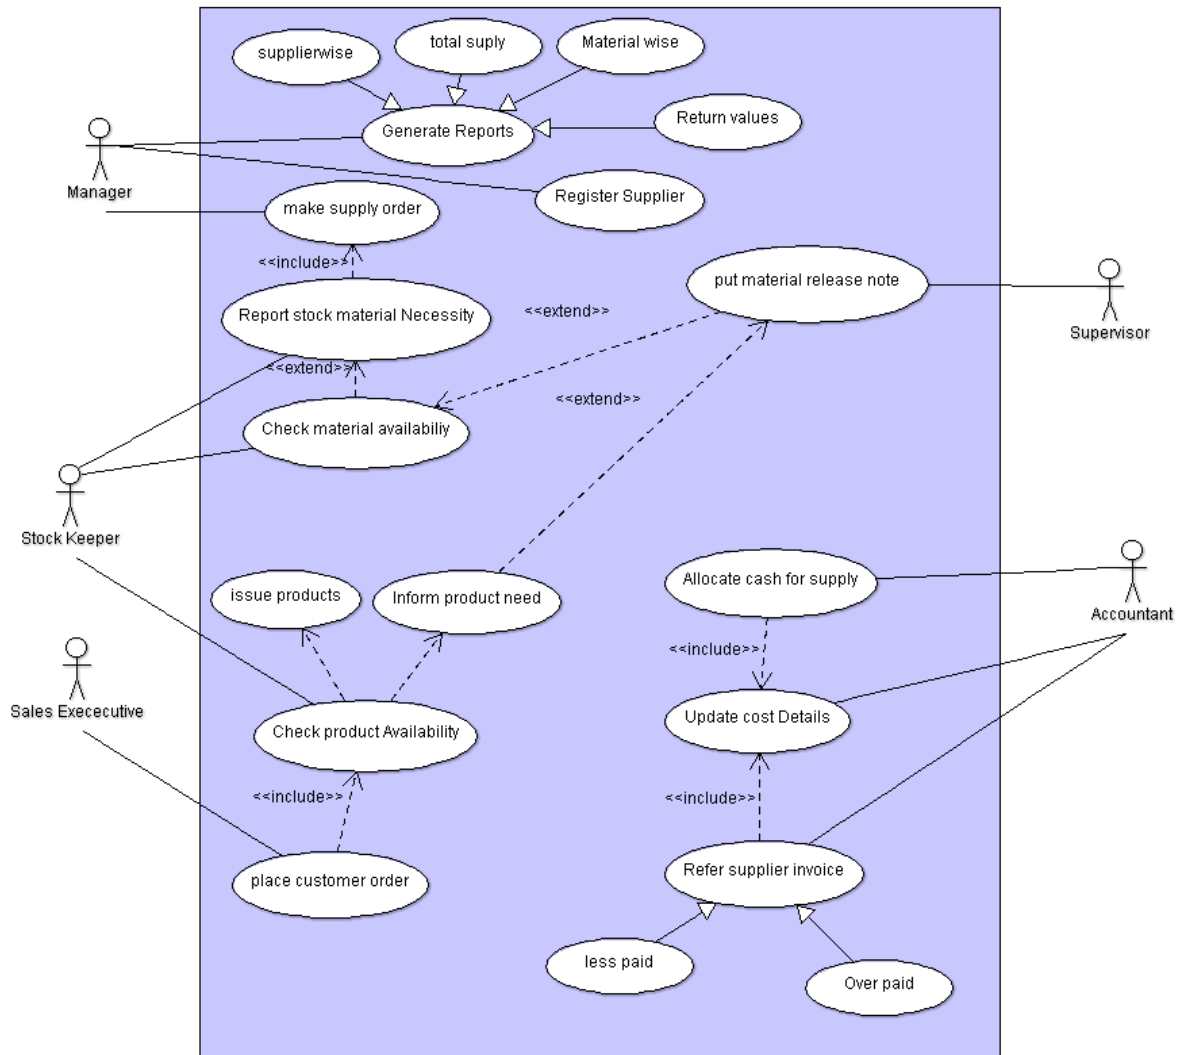 supplierwise
total suply
Material wise
Generate Reports
Return values
Manager
Register Supplier
make supply order
<<include>>
put material release note
Report stock material Necessity
<<extend>>
Supervisor
<<extend>>
<<extend>>
Check material availabiliy
Stock Keeper
issue products
Inform product need
Allocate cash for supply
Accountant
<<include>>
Sales Exececutive
Check product Availability
Update cost Details
<<include>>
<<include>>
place customer order
Refer supplier invoice
less paid
Over paid